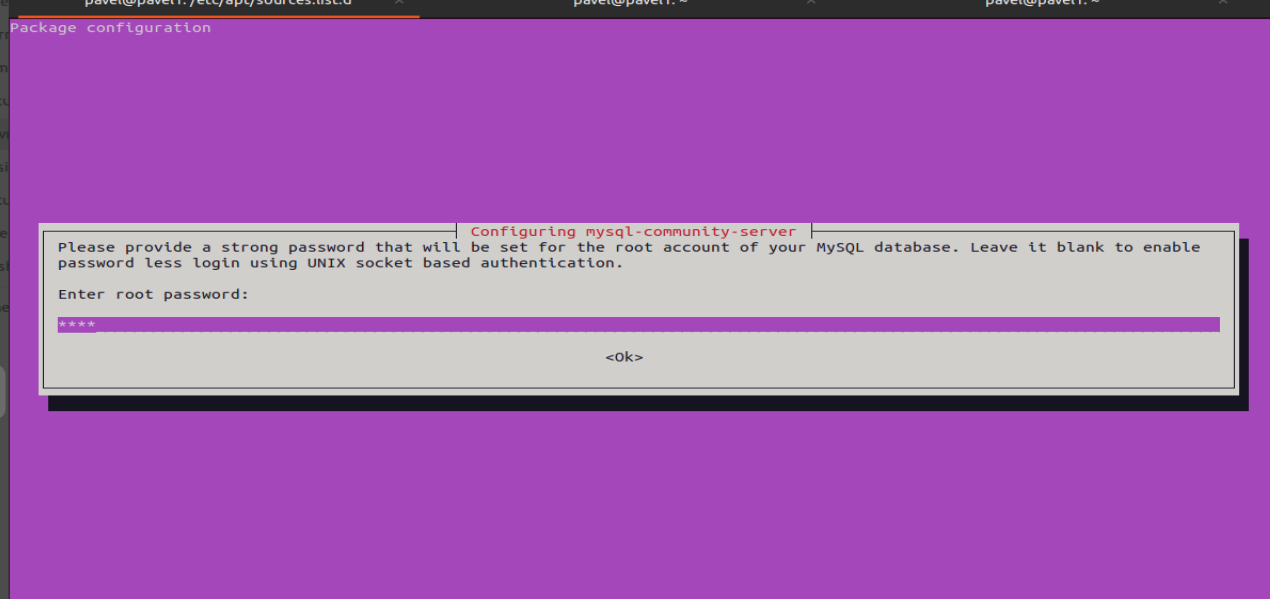 pavel@pavel1: /etc/apt/sources.list.d
pavel@pavel1: ~
pavel@pavel1: ~
Package configuration
Configuring mysql-community-server
Please provide a strong password that will be set for the root account of your MySQL database. Leave it blank to enable
password less login using UNIX socket based authentication.
Enter root password:
****
<Ok>